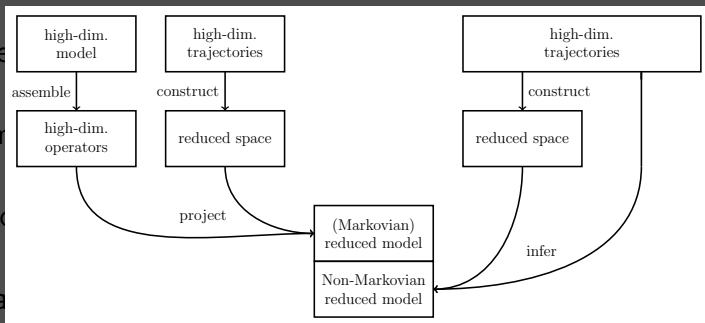 high-dim.
model
high-dim.
trajectories
high-dim.
trajectories
assemble
construct
construct
high-dim.
operators
reduced space
reduced space
project
(Markovian)
reduced model
infer
Non-Markovian
reduced model